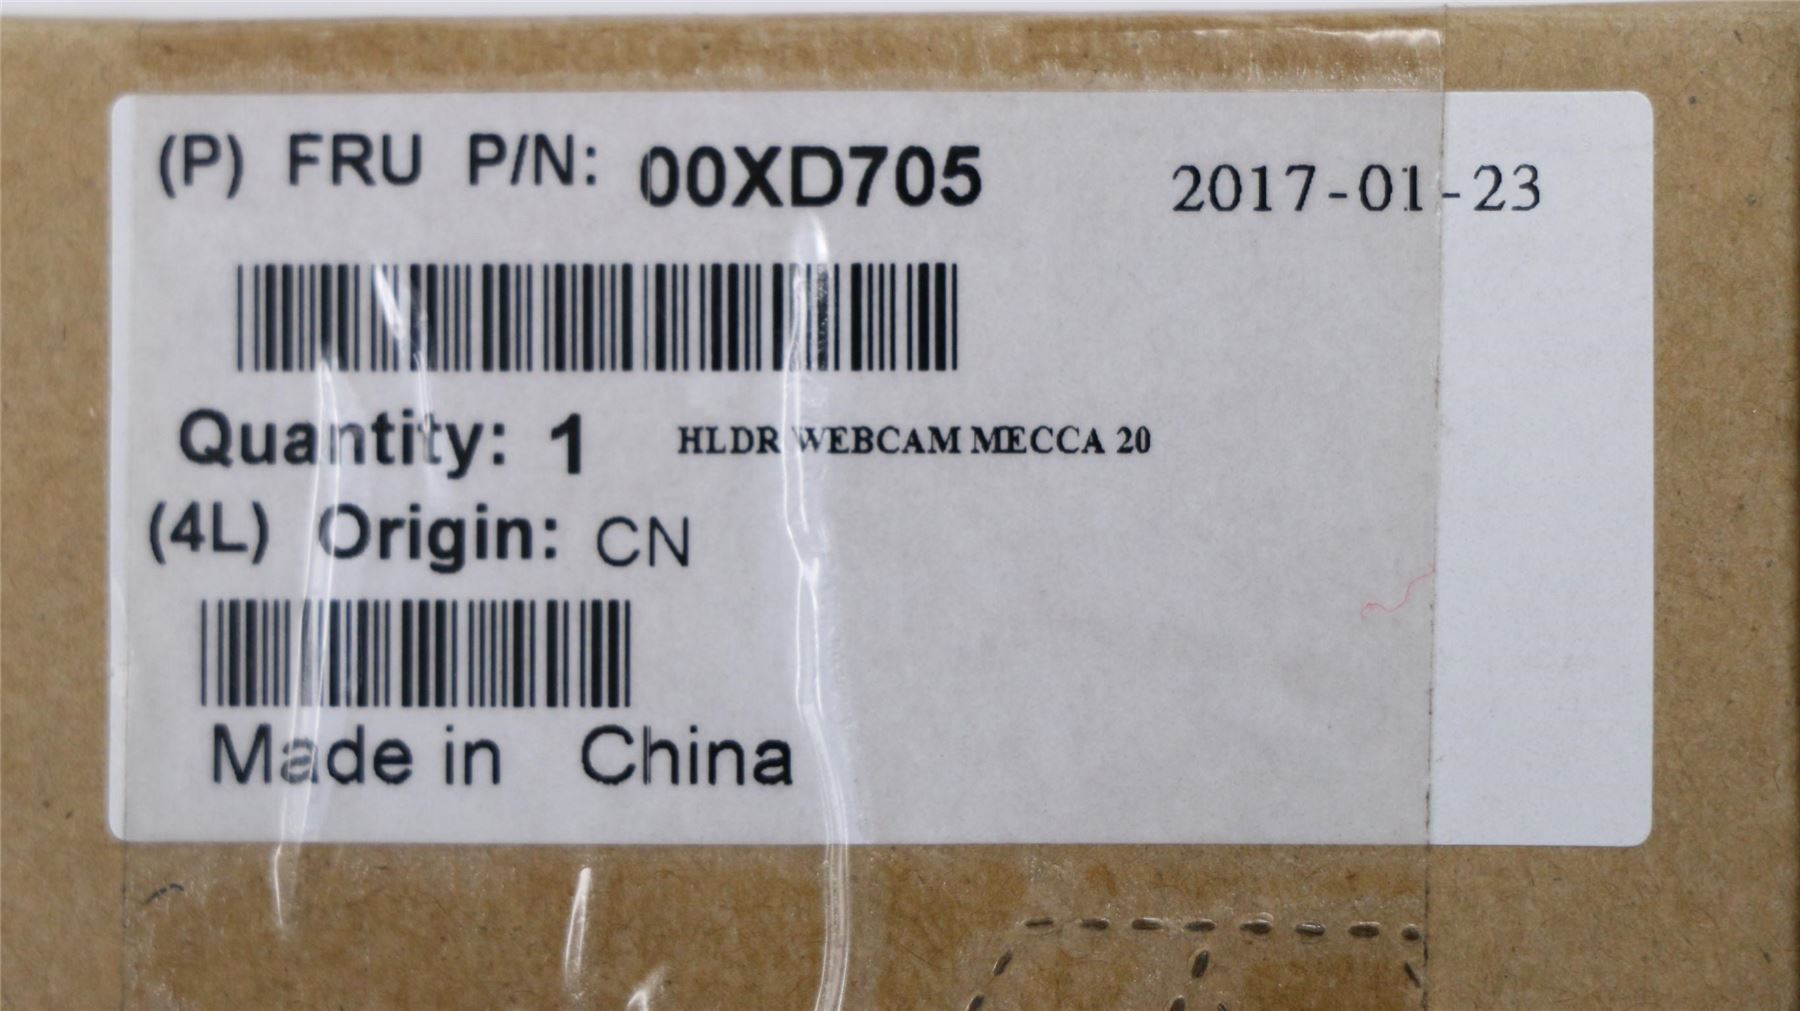 (P) FRU P/N: 00XD705 2017-01-23
Quantity: 1 HLDR WEBCAM MECCA 20
(4L) Origin: CN
Made in China